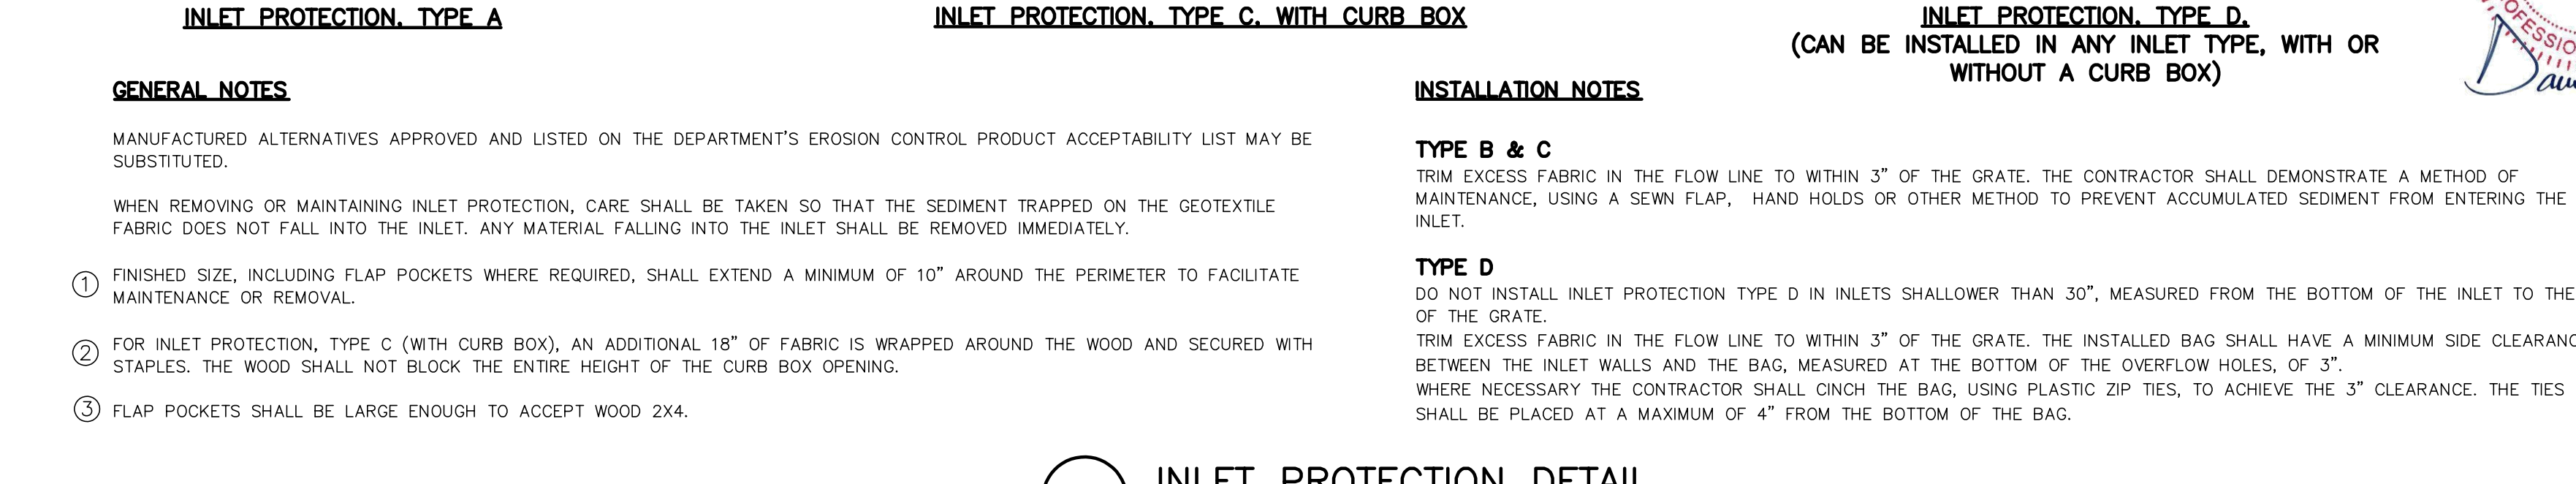 INLET PROTECTION, TYPE A
INLET PROTECTION, TYPE C, WITH CURB BOX
INLET PROTECTION, TYPE D,
(CAN BE INSTALLED IN ANY INLET TYPE, WITH OR
WITHOUT A CURB BOX)
GENERAL NOTES
MANUFACTURED ALTERNATIVES APPROVED AND LISTED ON THE DEPARTMENT'S EROSION CONTROL PRODUCT ACCEPTABILITY LIST MAY BE
SUBSTITUTED.
WHEN REMOVING OR MAINTAINING INLET PROTECTION, CARE SHALL BE TAKEN SO THAT THE SEDIMENT TRAPPED ON THE GEOTEXTILE
FABRIC DOES NOT FALL INTO THE INLET. ANY MATERIAL FALLING INTO THE INLET SHALL BE REMOVED IMMEDIATELY.
1 FINISHED SIZE, INCLUDING FLAP POCKETS WHERE REQUIRED, SHALL EXTEND A MINIMUM OF 10" AROUND THE PERIMETER TO FACILITATE
MAINTENANCE OR REMOVAL.
2 FOR INLET PROTECTION, TYPE C (WITH CURB BOX), AN ADDITIONAL 18" OF FABRIC IS WRAPPED AROUND THE WOOD AND SECURED WITH
STAPLES. THE WOOD SHALL NOT BLOCK THE ENTIRE HEIGHT OF THE CURB BOX OPENING.
3 FLAP POCKETS SHALL BE LARGE ENOUGH TO ACCEPT WOOD 2X4.
INSTALLATION NOTES
TYPE B & C
TRIM EXCESS FABRIC IN THE FLOW LINE TO WITHIN 3" OF THE GRATE. THE CONTRACTOR SHALL DEMONSTRATE A METHOD OF
MAINTENANCE, USING A SEWN FLAP, HAND HOLDS OR OTHER METHOD TO PREVENT ACCUMULATED SEDIMENT FROM ENTERING THE
INLET.
TYPE D
DO NOT INSTALL INLET PROTECTION TYPE D IN INLETS SHALLOWER THAN 30", MEASURED FROM THE BOTTOM OF THE INLET TO THE
OF THE GRATE.
TRIM EXCESS FABRIC IN THE FLOW LINE TO WITHIN 3" OF THE GRATE. THE INSTALLED BAG SHALL HAVE A MINIMUM SIDE CLEARANC
BETWEEN THE INLET WALLS AND THE BAG, MEASURED AT THE BOTTOM OF THE OVERFLOW HOLES, OF 3".
WHERE NECESSARY THE CONTRACTOR SHALL CINCH THE BAG, USING PLASTIC ZIP TIES, TO ACHIEVE THE 3" CLEARANCE. THE TIES
SHALL BE PLACED AT A MAXIMUM OF 4" FROM THE BOTTOM OF THE BAG.
INLET PROTECTION DETAIL